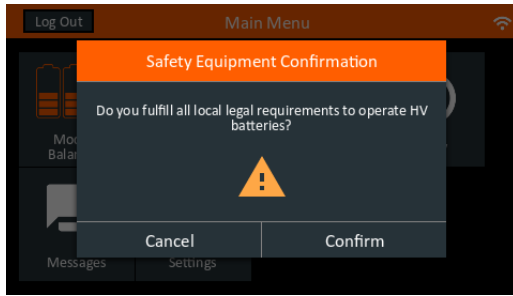 Log Out
Main Menu
Safety Equipment Confirmation
Do you fulfill all local legal requirements to operate HV
batteries?
Cancel
Confirm
Messages
Settings